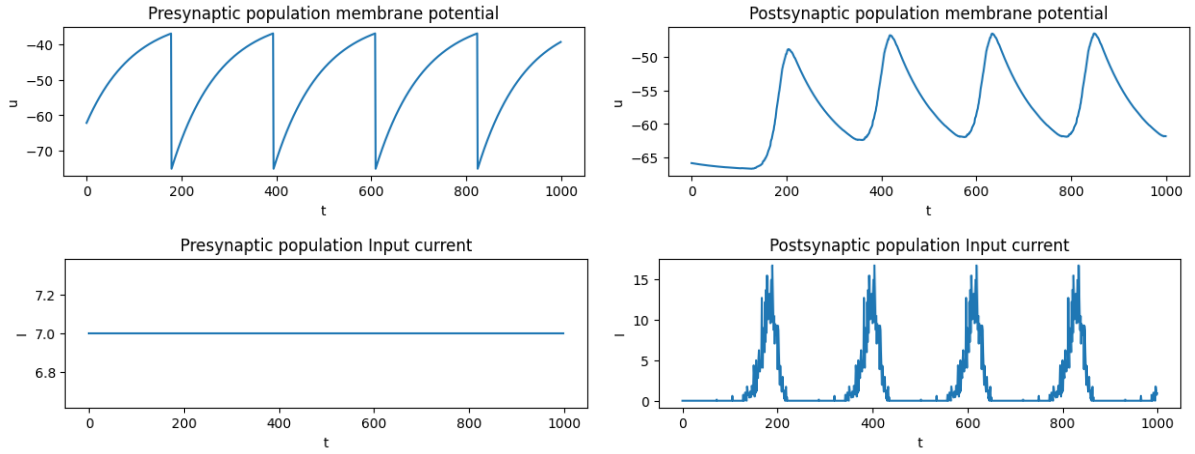 Presynaptic population membrane potential
−40
−50
−60
−70
u
0 200 400 600 800 1000
t
Postsynaptic population membrane potential
−50
−55
−60
−65
u
0 200 400 600 800 1000
t
Presynaptic population Input current
7.2
7.0
6.8
I
0 200 400 600 800 1000
t
Postsynaptic population Input current
15
10
5
0
I
0 200 400 600 800 1000
t